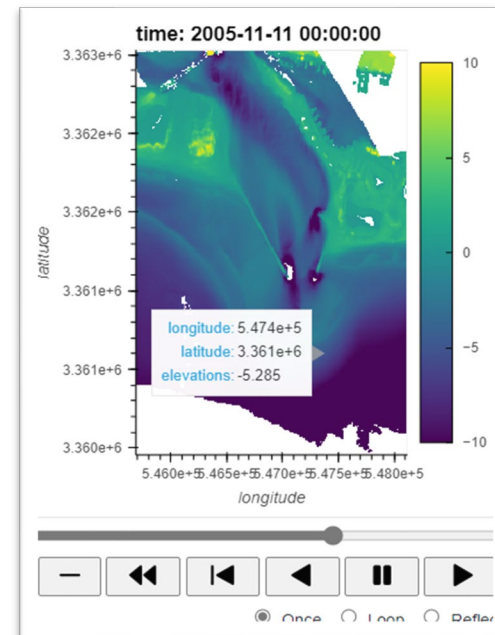 time: 2005-11-11 00:00:00
3.363e+6
3.362e+6
3.362e+6
3.361e+6
3.361e+6
3.360e+6
latitude
10
5
0
−5
−10
longitude: 5.474e+5
latitude: 3.361e+6
elevations: -5.285
5.460e+5 5.465e+5 5.470e+5 5.475e+5 5.480e+5
longitude
Once Loop Reflec